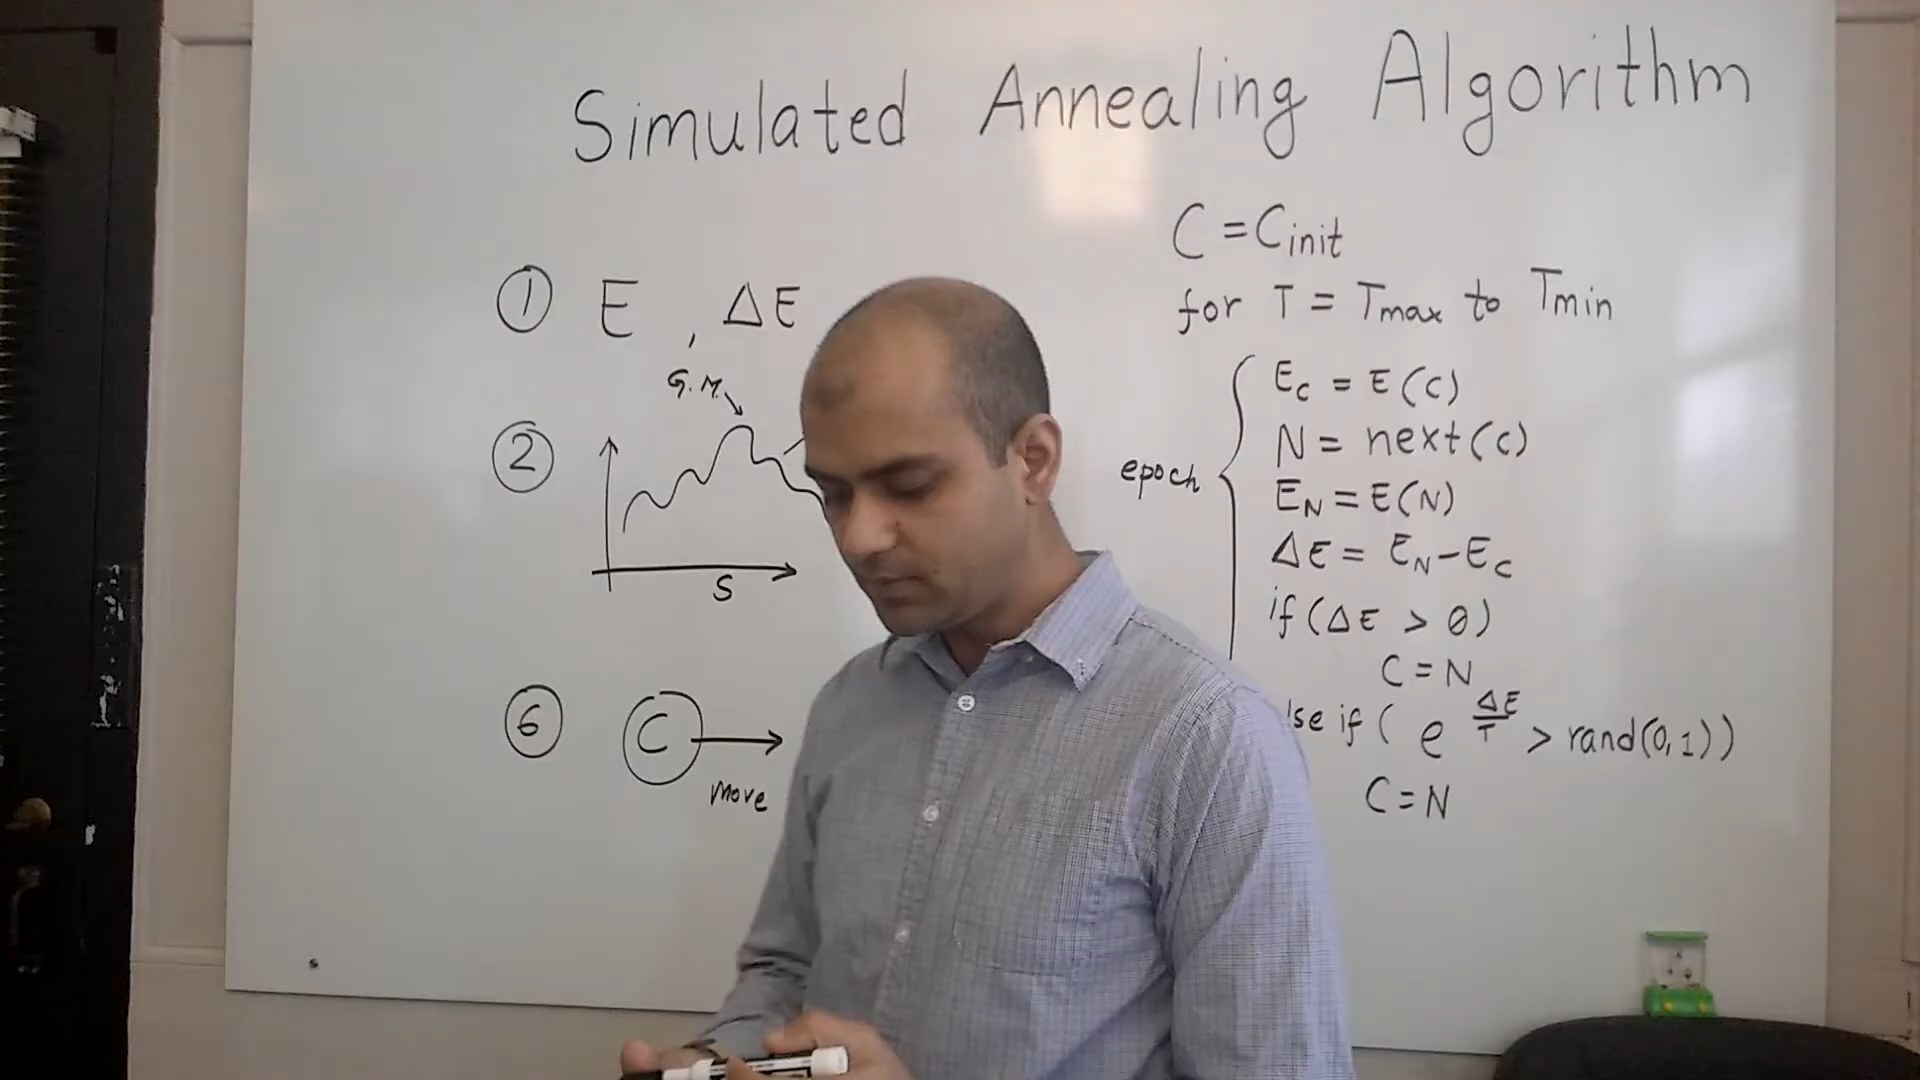 Simulated Annealing Algorithm
① E , ΔE
G.M.
②
S
⑥ C
move
C = Cinit
for T = Tmax to Tmin
epoch
EC = E(C)
N = next(C)
EN = E(N)
ΔE = EN - EC
if (ΔE > 0)
C = N
lse if ( e ΔE/T > rand(0,1))
C = N